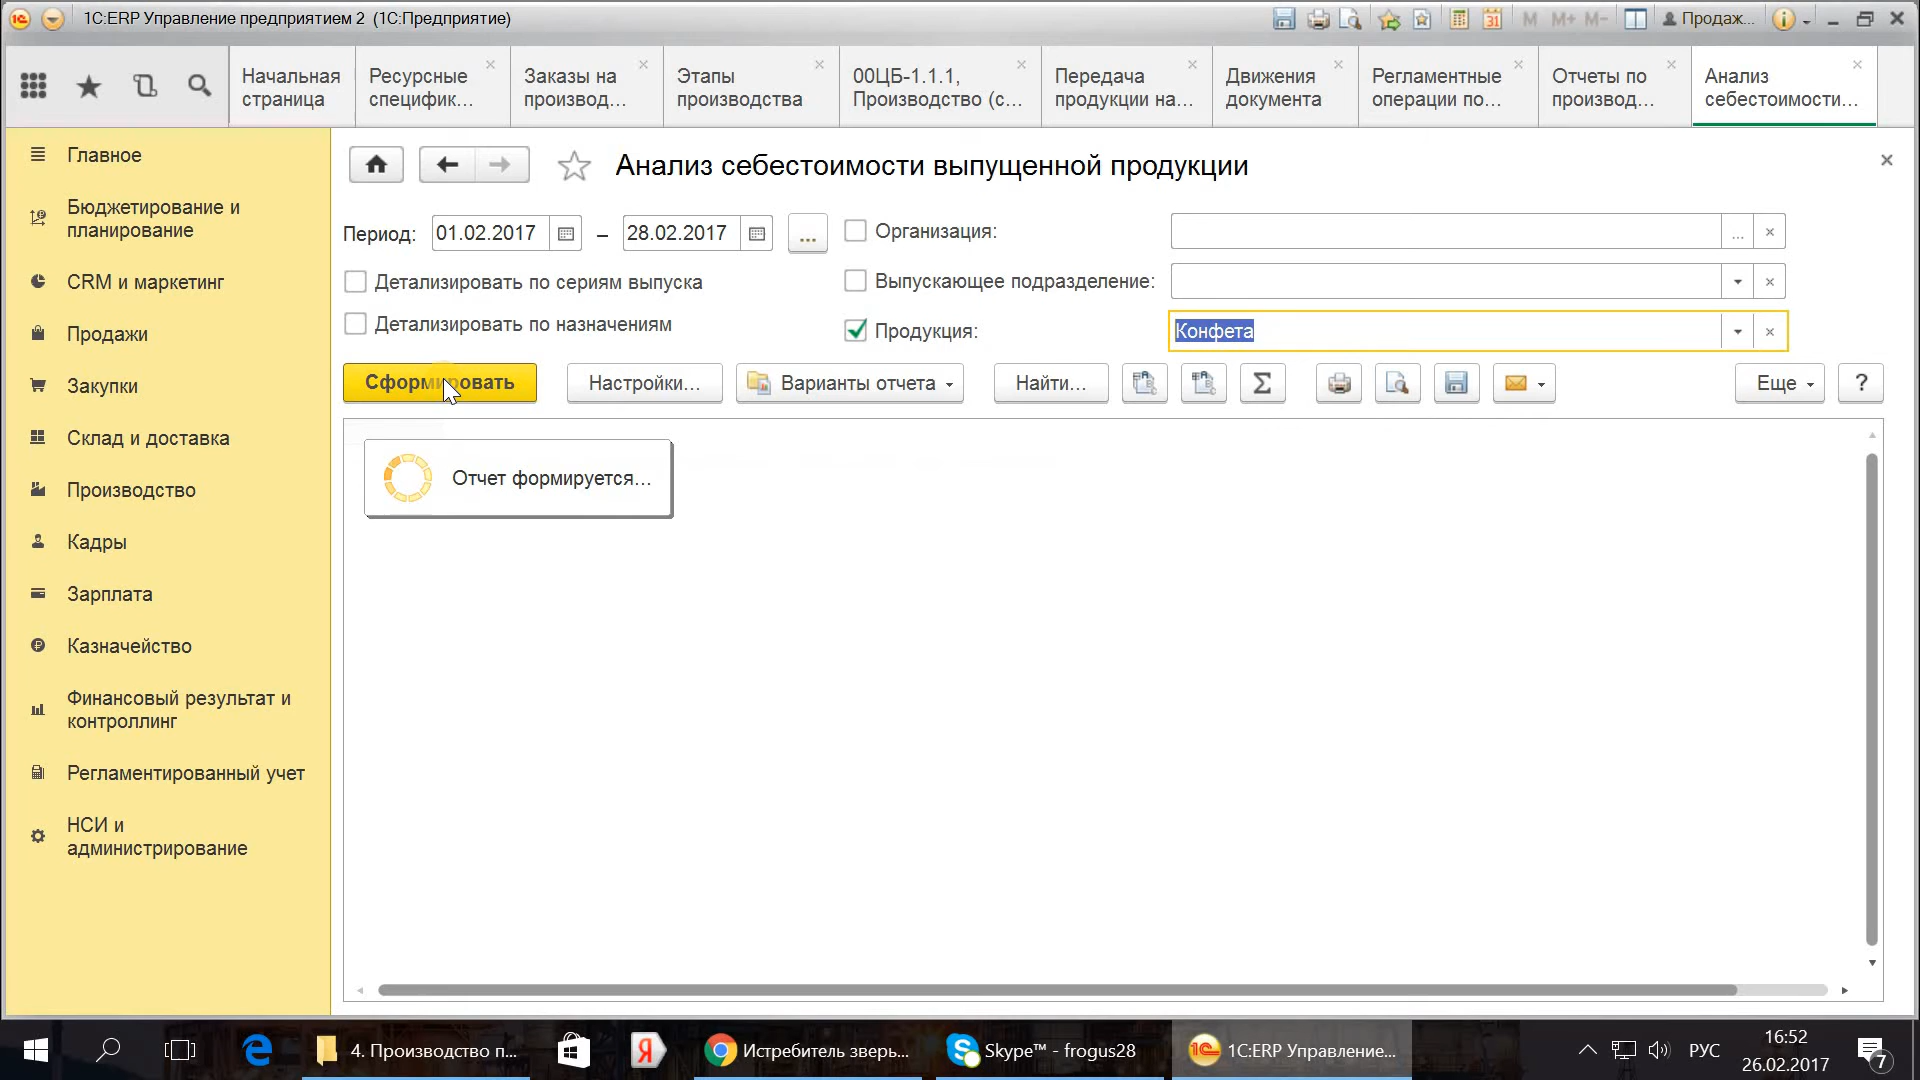 1С:ERP Управление предприятием 2 (1С:Предприятие)
M M+ M- Продаж...
Начальная страница
Ресурсные специфик...
Заказы на производ...
Этапы производства
00ЦБ-1.1.1, Производство (с...
Передача продукции на...
Движения документа
Регламентные операции по...
Отчеты по производ...
Анализ себестоимости...
Главное
Бюджетирование и
планирование
CRM и маркетинг
Продажи
Закупки
Склад и доставка
Производство
Кадры
Зарплата
Казначейство
Финансовый результат и
контроллинг
Регламентированный учет
НСИ и
администрирование
Анализ себестоимости выпущенной продукции
Период: 01.02.2017 – 28.02.2017 ... Организация: ...
Детализировать по сериям выпуска Выпускающее подразделение:
Детализировать по назначениям Продукция: Конфета
Сформировать Настройки... Варианты отчета Найти... Σ Еще ?
Отчет формируется...
4. Производство п...
Истребитель зверь...
Skype™ - frogus28
1С:ERP Управление...
РУС
16:52
26.02.2017
7